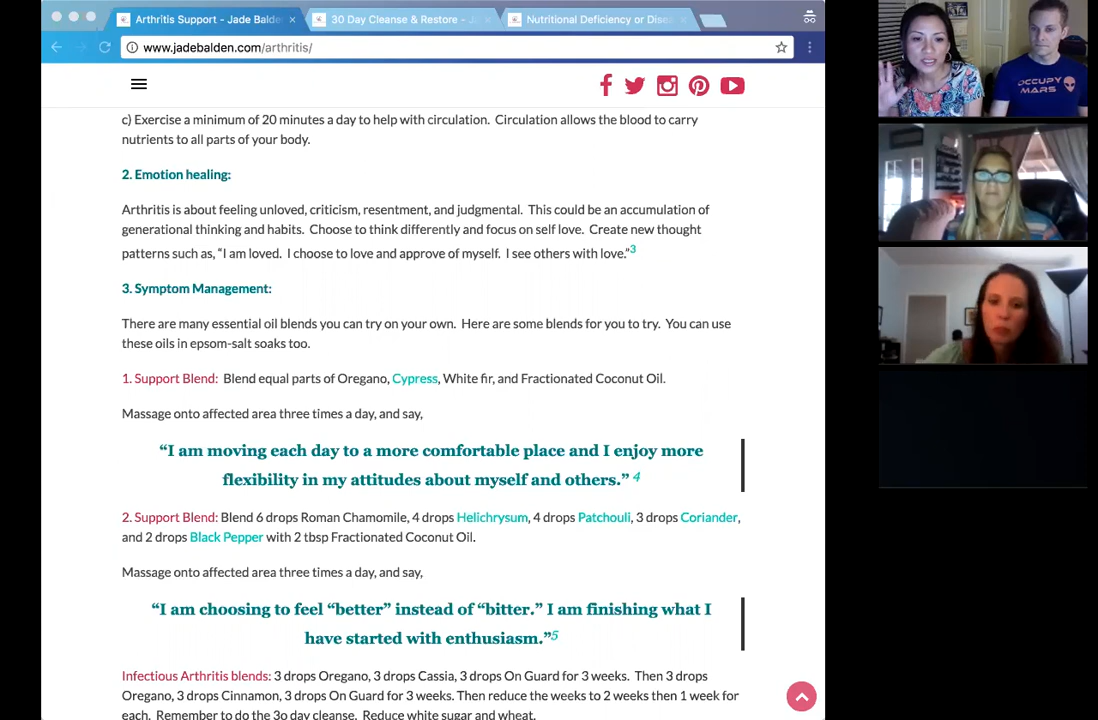 Arthritis Support - Jade Balde
30 Day Cleanse & Restore - J
Nutritional Deficiency or Dise
www.jadebalden.com/arthritis/
c) Exercise a minimum of 20 minutes a day to help with circulation. Circulation allows the blood to carry
nutrients to all parts of your body.
2. Emotion healing:
Arthritis is about feeling unloved, criticism, resentment, and judgmental. This could be an accumulation of
generational thinking and habits. Choose to think differently and focus on self love. Create new thought
patterns such as, “I am loved. I choose to love and approve of myself. I see others with love.”3
3. Symptom Management:
There are many essential oil blends you can try on your own. Here are some blends for you to try. You can use
these oils in epsom-salt soaks too.
1. Support Blend: Blend equal parts of Oregano, Cypress, White fir, and Fractionated Coconut Oil.
Massage onto affected area three times a day, and say,
“I am moving each day to a more comfortable place and I enjoy more
flexibility in my attitudes about myself and others.” 4
2. Support Blend: Blend 6 drops Roman Chamomile, 4 drops Helichrysum, 4 drops Patchouli, 3 drops Coriander,
and 2 drops Black Pepper with 2 tbsp Fractionated Coconut Oil.
Massage onto affected area three times a day, and say,
“I am choosing to feel “better” instead of “bitter.” I am finishing what I
have started with enthusiasm.”5
Infectious Arthritis blends: 3 drops Oregano, 3 drops Cassia, 3 drops On Guard for 3 weeks. Then 3 drops
Oregano, 3 drops Cinnamon, 3 drops On Guard for 3 weeks. Then reduce the weeks to 2 weeks then 1 week for
each. Remember to do the 3o day cleanse. Reduce white sugar and wheat.
OCCUPY
MARS